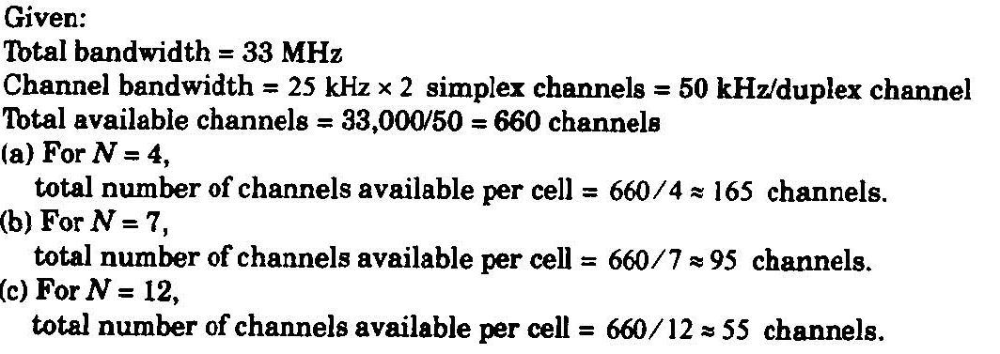 Given:
Total bandwidth = 33 MHz
Channel bandwidth = 25 kHz × 2 simplex channels = 50 kHz/duplex channel
Total available channels = 33,000/50 = 660 channels
(a) For N = 4,
total number of channels available per cell = 660/4 ≈ 165 channels.
(b) For N = 7,
total number of channels available per cell = 660/7 ≈ 95 channels.
(c) For N = 12,
total number of channels available per cell = 660/12 ≈ 55 channels.